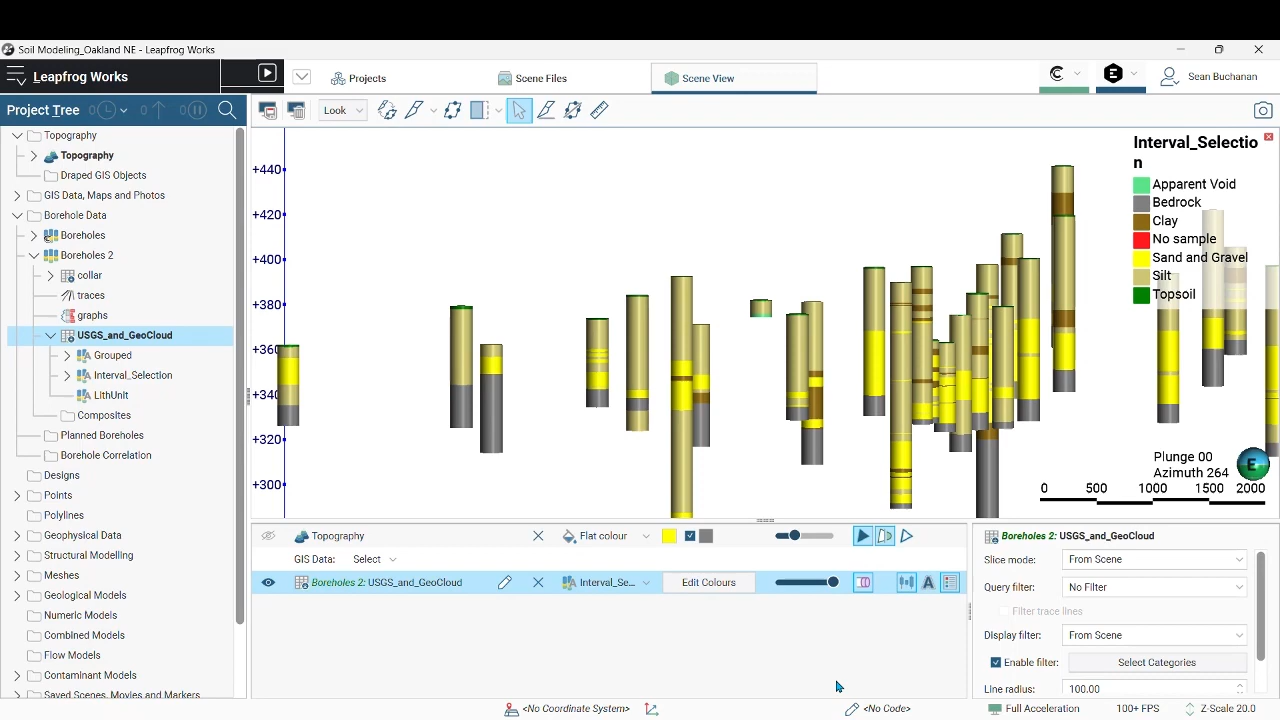 Soil Modeling_Oakland NE - Leapfrog Works
Leapfrog Works
Projects
Scene Files
Scene View
C
E
Sean Buchanan
Project Tree
0
0
0
Look
Topography
Topography
Draped GIS Objects
GIS Data, Maps and Photos
Borehole Data
Boreholes
Boreholes 2
collar
traces
graphs
USGS_and_GeoCloud
Grouped
Interval_Selection
LithUnit
Composites
Planned Boreholes
Borehole Correlation
Designs
Points
Polylines
Geophysical Data
Structural Modelling
Meshes
Geological Models
Numeric Models
Combined Models
Flow Models
Contaminant Models
Saved Scenes, Movies and Markers
+440
+420
+400
+380
+360
+340
+320
+300
Interval_Selectio
n
Apparent Void
Bedrock
Clay
No sample
Sand and Gravel
Silt
Topsoil
Plunge 00
Azimuth 264
E
0 500 1000 1500 2000
Topography
Flat colour
GIS Data: Select
Boreholes 2: USGS_and_GeoCloud
Interval_Se...
Edit Colours
A
Boreholes 2: USGS_and_GeoCloud
Slice mode: From Scene
Query filter: No Filter
Filter trace lines
Display filter: From Scene
Enable filter: Select Categories
Line radius: 100.00
<No Coordinate System>
<No Code>
Full Acceleration
100+ FPS
Z-Scale 20.0